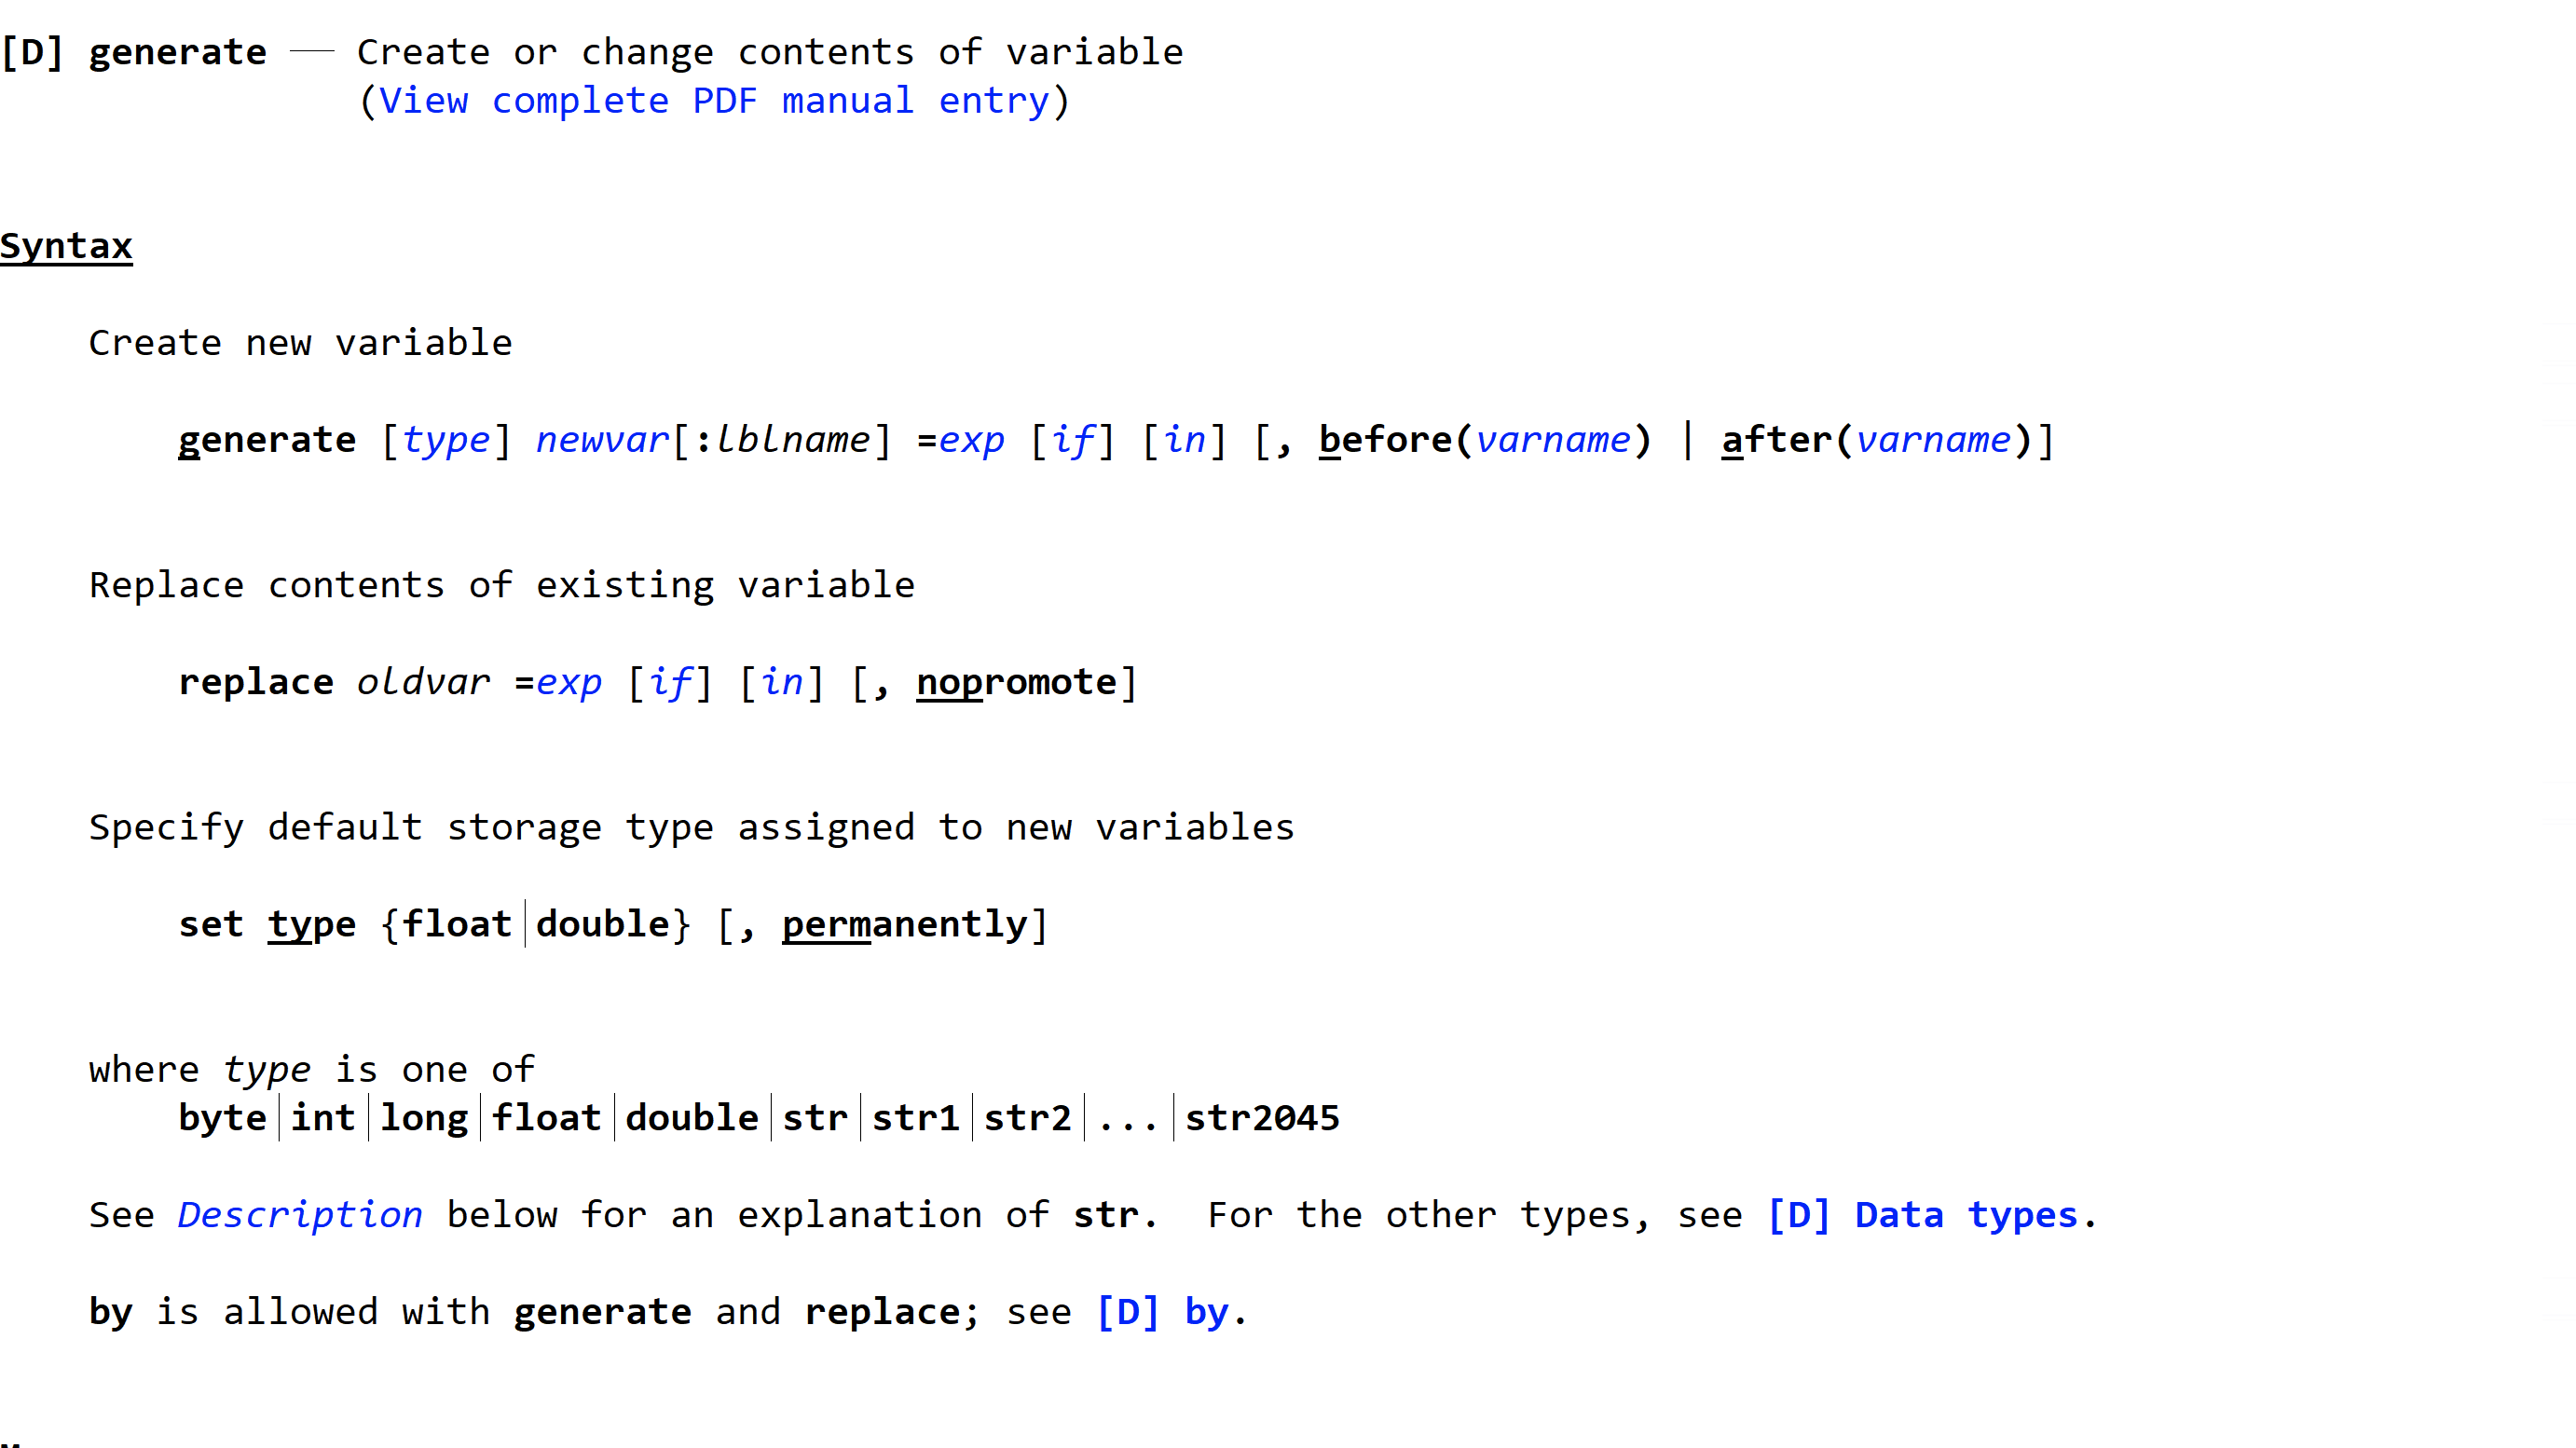 [D] generate — Create or change contents of variable
(View complete PDF manual entry)
Syntax
Create new variable
generate [type] newvar[:lblname] =exp [if] [in] [, before(varname) | after(varname)]
Replace contents of existing variable
replace oldvar =exp [if] [in] [, nopromote]
Specify default storage type assigned to new variables
set type {float|double} [, permanently]
where type is one of
byte|int|long|float|double|str|str1|str2|...|str2045
See Description below for an explanation of str.  For the other types, see [D] Data types.
by is allowed with generate and replace; see [D] by.